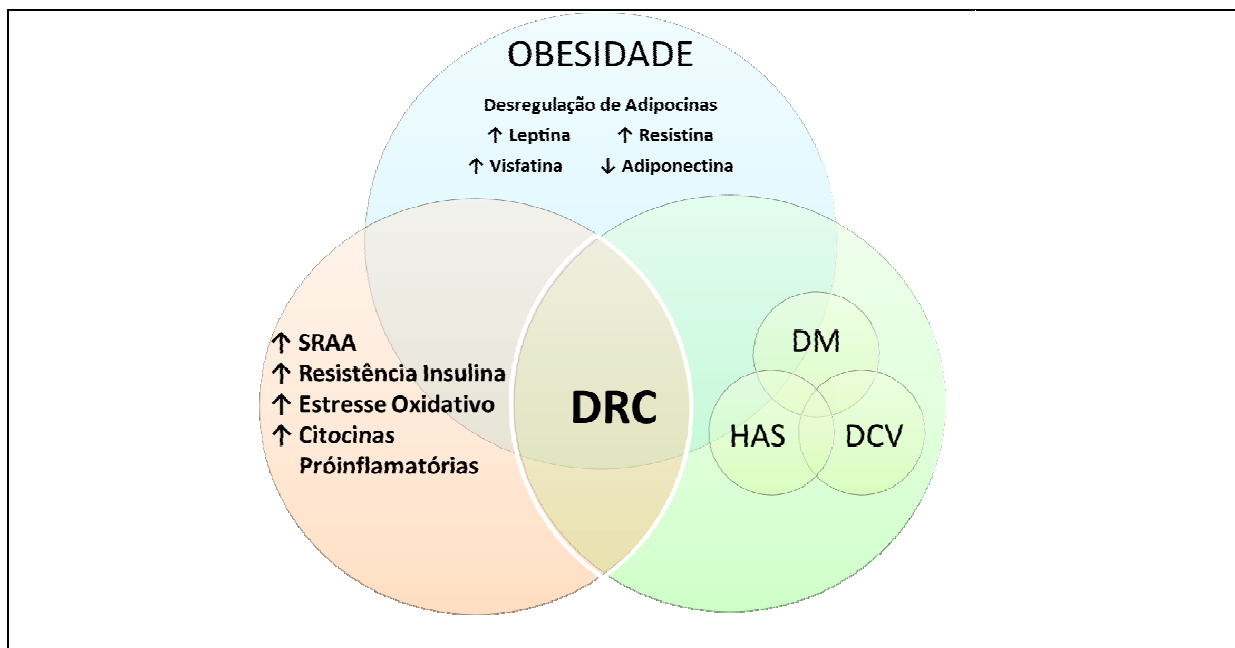 OBESIDADE
Desregulação de Adipocinas
↑ Leptina ↑ Resistina
↑ Visfatina ↓ Adiponectina
↑ SRAA
↑ Resistência Insulina
↑ Estresse Oxidativo
↑ Citocinas
Próinflamatórias
DRC
DM
HAS DCV